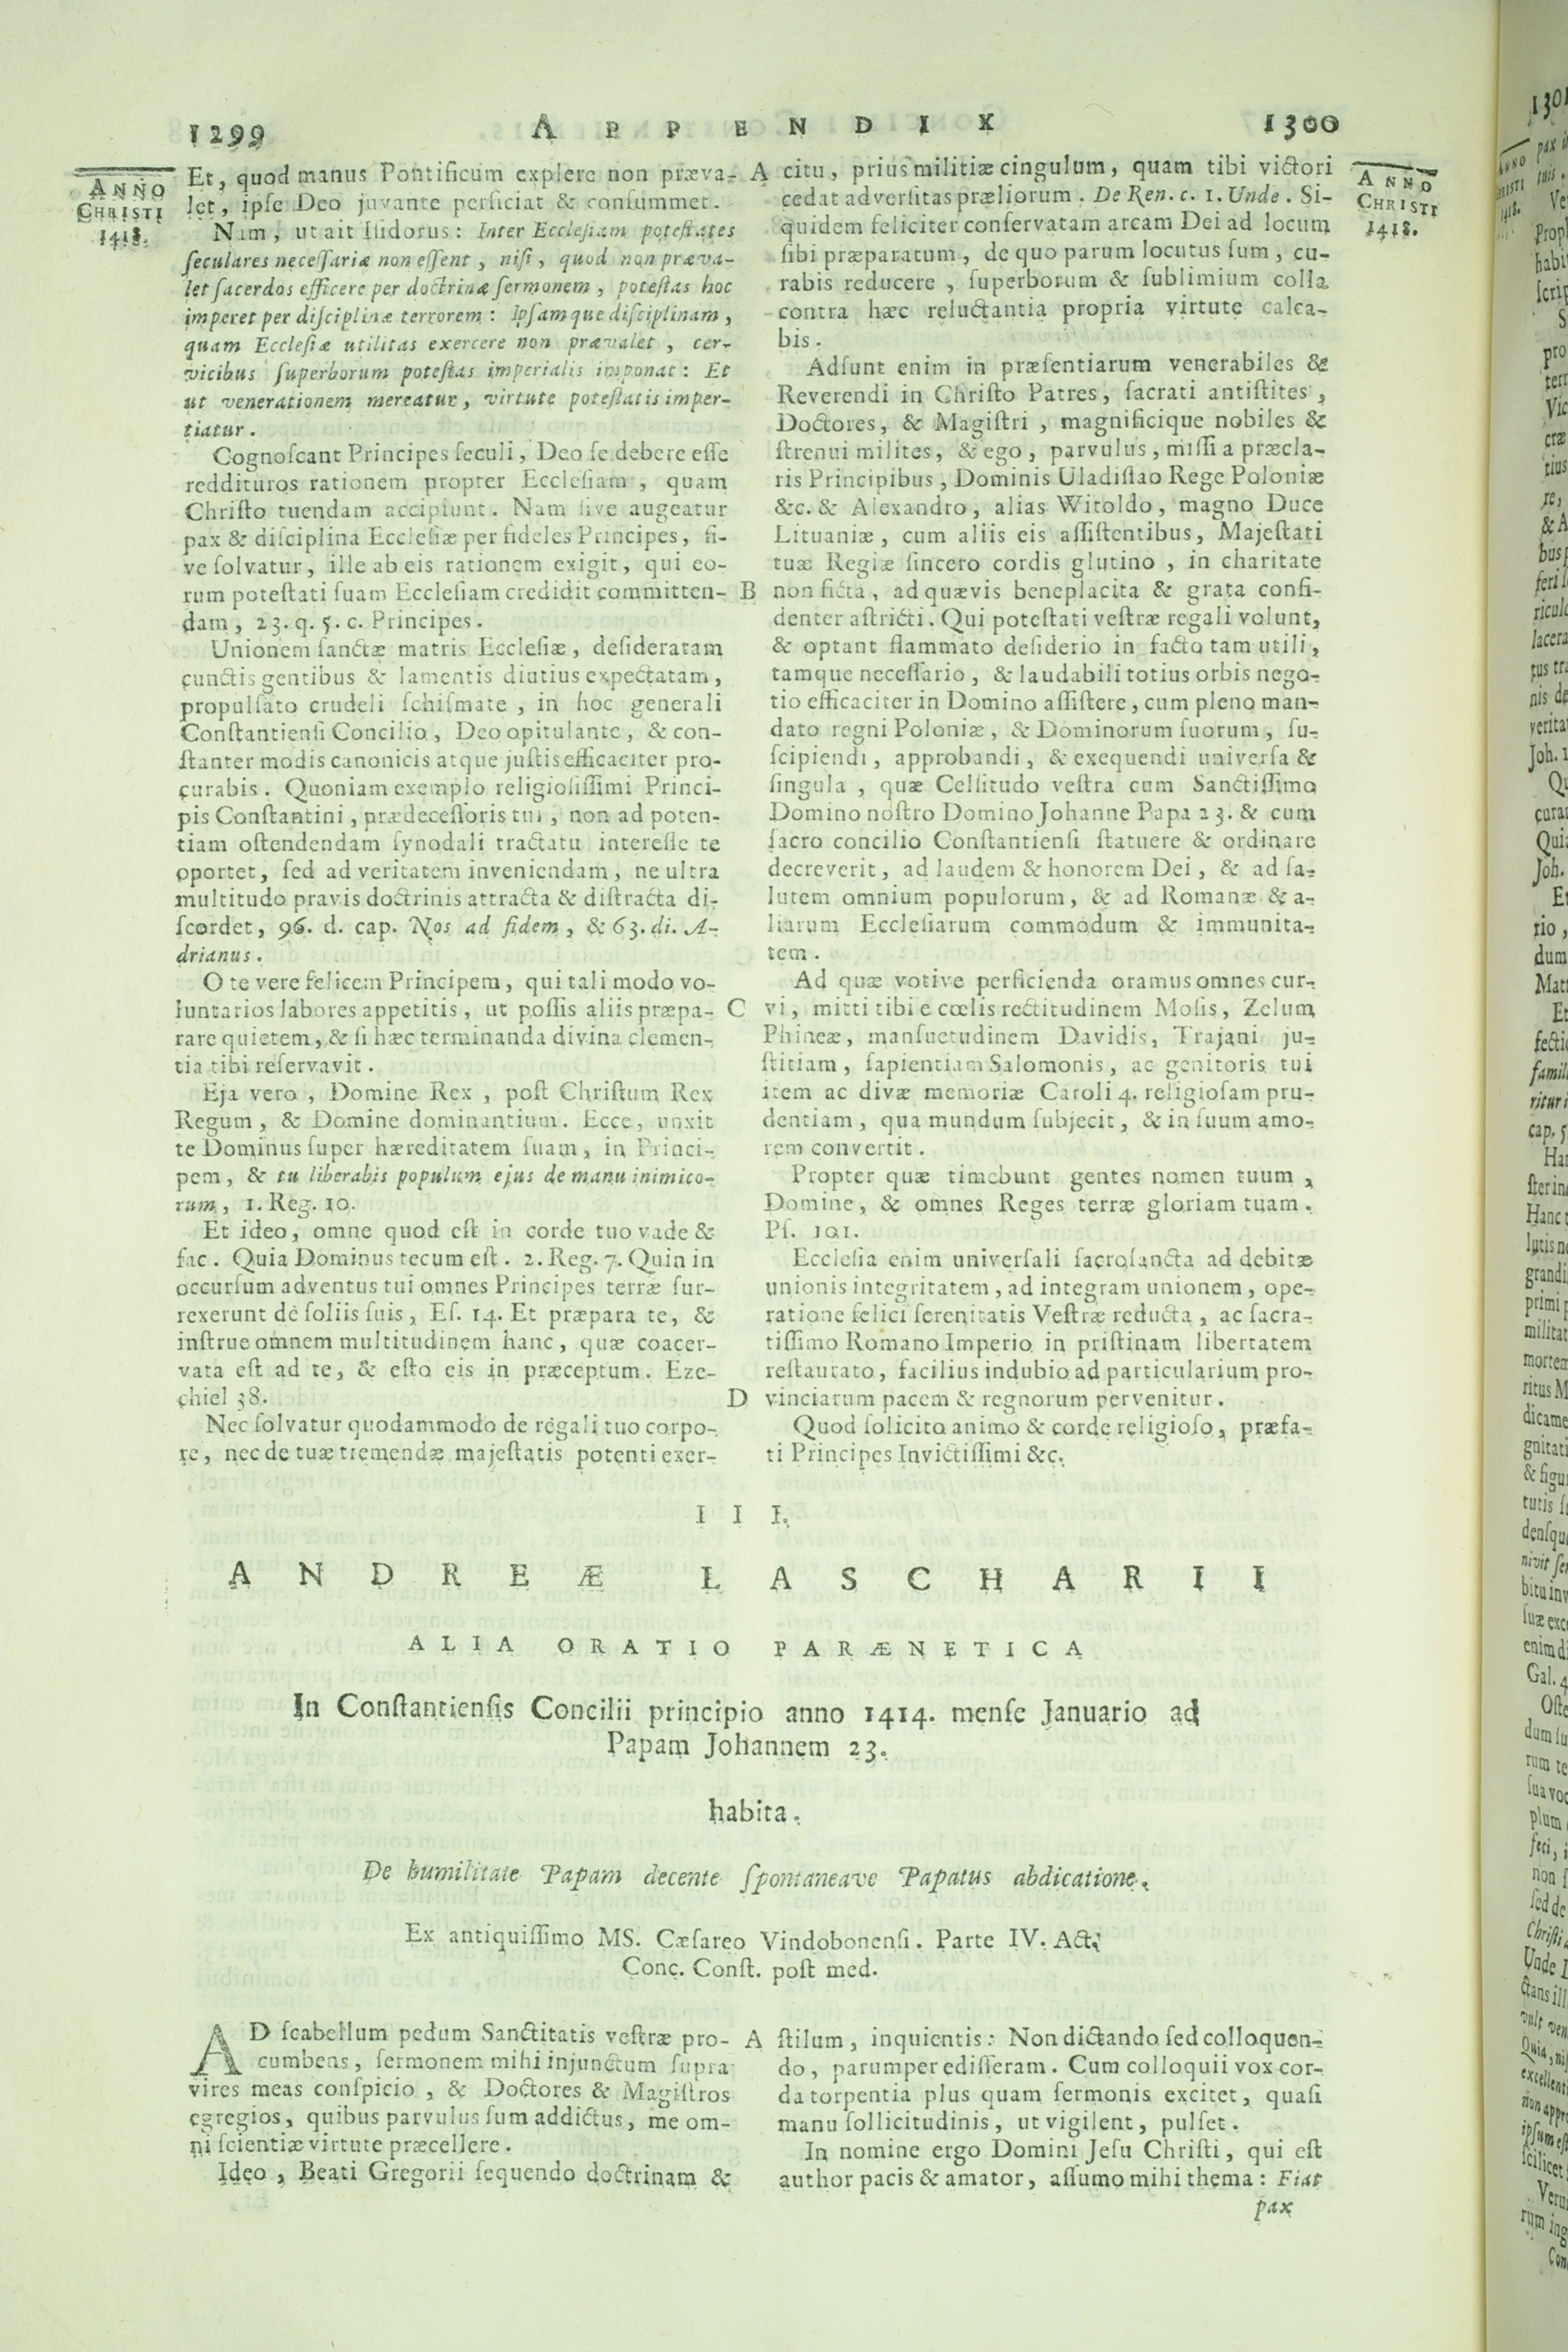 1299 APPENDIX 1300
ANNO
CHRISTI
1418.
Et, quod manus Pontificum explere non præva-
let, ipſe Deo juvante perficiat & conſummet.
Nam, ut ait Iſidorus: Inter Eccleſiam poteſtates
ſeculares neceſſariæ non eſſent, niſi, quod non præva-
let ſacerdos efficere per doctrinæ ſermonem, poteſtas hoc
imperet per diſciplinæ terrorem: Ipſamque diſciplinam,
quam Eccleſiæ utilitas exercere non prævalet, cer-
vicibus ſuperborum poteſtas imperialis imponat: Et
ut venerationem mereatur, virtute poteſtatis imper-
tiatur.
Cognoſcant Principes ſeculi, Deo ſe debere eſſe
reddituros rationem propter Eccleſiam, quam
Chriſto tuendam accipiunt. Nam ſive augeatur
pax & diſciplina Eccleſiæ per fideles Principes, ſi-
ve ſolvatur, ille ab eis rationem exigit, qui eo-
rum poteſtati ſuam Eccleſiam credidit committen-
dam, 23. q. 5. c. Principes.
Unionem ſanctæ matris Eccleſiæ, deſideratam
cunctis gentibus & lamentis diutius expectatam,
propulſato crudeli ſchiſmate, in hoc generali
Conſtantienſi Concilio, Deo opitulante, & con-
ſtanter modis canonicis atque juſtis efficaciter pro-
curabis. Quoniam exemplo religioſiſſimi Princi-
pis Conſtantini, prædeceſſoris tui, non ad poten-
tiam oſtendendam ſynodali tractatu intereſſe te
oportet, ſed ad veritatem inveniendam, ne ultra
multitudo pravis doctrinis attracta & diſtracta di-
ſcordet, 96. d. cap. Nos ad fidem, & 63. di. A-
drianus.
O te vere felicem Principem, qui tali modo vo-
luntarios labores appetitis, ut poſſis aliis præpa-
rare quietem, & ſi hæc terminanda divina clemen-
tia tibi reſervavit.
Eja vero, Domine Rex, poſt Chriſtum Rex
Regum, & Domine dominantium. Ecce, unxit
te Dominus ſuper hæreditatem ſuam, in Princi-
pem, & tu liberabis populum ejus de manu inimico-
rum, 1. Reg. 10.
Et ideo, omne quod eſt in corde tuo vade &
fac. Quia Dominus tecum eſt. 2. Reg. 7. Quin in
occurſum adventus tui omnes Principes terræ ſur-
rexerunt de ſoliis ſuis, Eſ. 14. Et præpara te, &
inſtrue omnem multitudinem hanc, quæ coacer-
vata eſt ad te, & eſto eis in præceptum. Eze-
chiel 38.
Nec ſolvatur quodammodo de regali tuo corpo-
re, nec de tuæ tremendæ majeſtatis potenti exer-
A
B
C
D
citu, prius militiæ cingulum, quam tibi victori
cedat adverſitas præliorum. De Ren. c. 1. Unde. Si-
quidem feliciter conſervatam arcam Dei ad locum
ſibi præparatum, de quo parum locutus ſum, cu-
rabis reducere, ſuperborum & ſublimium colla
contra hæc reluctantia propria virtute calca-
bis.
Adſunt enim in præſentiarum venerabiles &
Reverendi in Chriſto Patres, ſacrati antiſtites,
Doctores, & Magiſtri, magnificique nobiles &
ſtrenui milites, & ego, parvulus, miſſi a præcla-
ris Principibus, Dominis Uladiſlao Rege Poloniæ
&c. & Alexandro, alias Witoldo, magno Duce
Lituaniæ, cum aliis eis aſſiſtentibus, Majeſtati
tuæ Regiæ ſincero cordis glutino, in charitate
non ficta, ad quævis beneplacita & grata confi-
denter aſtricti. Qui poteſtati veſtræ regali volunt,
& optant flammato deſiderio in facto tam utili,
tamque neceſſario, & laudabili totius orbis nego-
tio efficaciter in Domino aſſiſtere, cum pleno man-
dato regni Poloniæ, & Dominorum ſuorum, ſu-
ſcipiendi, approbandi, & exequendi univerſa &
ſingula, quæ Celſitudo veſtra cum Sanctiſſimo
Domino noſtro Domino Johanne Papa 23. & cum
ſacro concilio Conſtantienſi ſtatuere & ordinare
decreverit, ad laudem & honorem Dei, & ad ſa-
lutem omnium populorum, & ad Romanæ & a-
liarum Eccleſiarum commodum & immunita-
tem.
Ad quæ votive perficienda oramus omnes cur-
vi, mitti tibi e cœlis rectitudinem Moſis, Zelum
Phineæ, manſuetudinem Davidis, Trajani ju-
ſtitiam, ſapientiam Salomonis, ac genitoris tui
item ac divæ memoriæ Caroli 4. religioſam pru-
dentiam, qua mundum ſubjecit, & in ſuum amo-
rem convertit.
Propter quæ timebunt gentes nomen tuum,
Domine, & omnes Reges terræ gloriam tuam.
Pſ. 101.
Eccleſia enim univerſali ſacroſancta ad debitæ
unionis integritatem, ad integram unionem, ope-
ratione felici ſerenitatis Veſtræ reducta, ac ſacra-
tiſſimo Romano Imperio in priſtinam libertatem
reſtaurato, facilius indubio ad particularium pro-
vinciarum pacem & regnorum pervenitur.
Quod ſolicito animo & corde religioſo, præfa-
ti Principes Invictiſſimi &c.
ANNO
CHRISTI
1418.
III.
ANDREÆ LASCHARII
ALIA ORATIO PARÆNETICA
In Conſtantienſis Concilii principio anno 1414. menſe Januario ad
Papam Johannem 23.
habita.
De humilitate Papam decente ſpontaneave Papatus abdicatione.
Ex antiquiſſimo MS. Cæſareo Vindobonenſi. Parte IV. Act.
Conc. Conſt. poſt med.
AD ſcabellum pedum Sanctitatis veſtræ pro-
cumbens, ſermonem mihi injunctum ſupra
vires meas conſpicio, & Doctores & Magiſtros
egregios, quibus parvulus ſum addictus, me om-
ni ſcientiæ virtute præcellere.
Ideo, Beati Gregorii ſequendo doctrinam &
A
ſtilum, inquientis: Non dictando ſed colloquen-
do, parumper ediſſeram. Cum colloquii vox cor-
da torpentia plus quam ſermonis excitet, quaſi
manu ſollicitudinis, ut vigilent, pulſet.
In nomine ergo Domini Jeſu Chriſti, qui eſt
author pacis & amator, aſſumo mihi thema: Fiat
pax